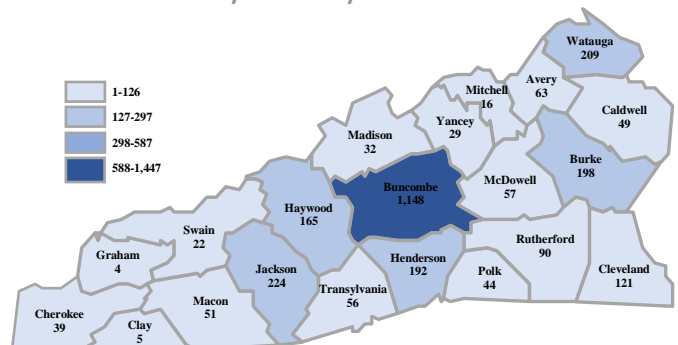 Watauga
209
Avery
63
Mitchell
16
Caldwell
49
Yancey
29
Madison
32
Burke
198
McDowell
57
Buncombe
1,148
Haywood
165
Swain
22
Rutherford
90
Graham
4
Henderson
192
Jackson
224
Polk
44
Cleveland
121
Transylvania
56
Macon
51
Cherokee
39
Clay
5
1-126
127-297
298-587
588-1,447